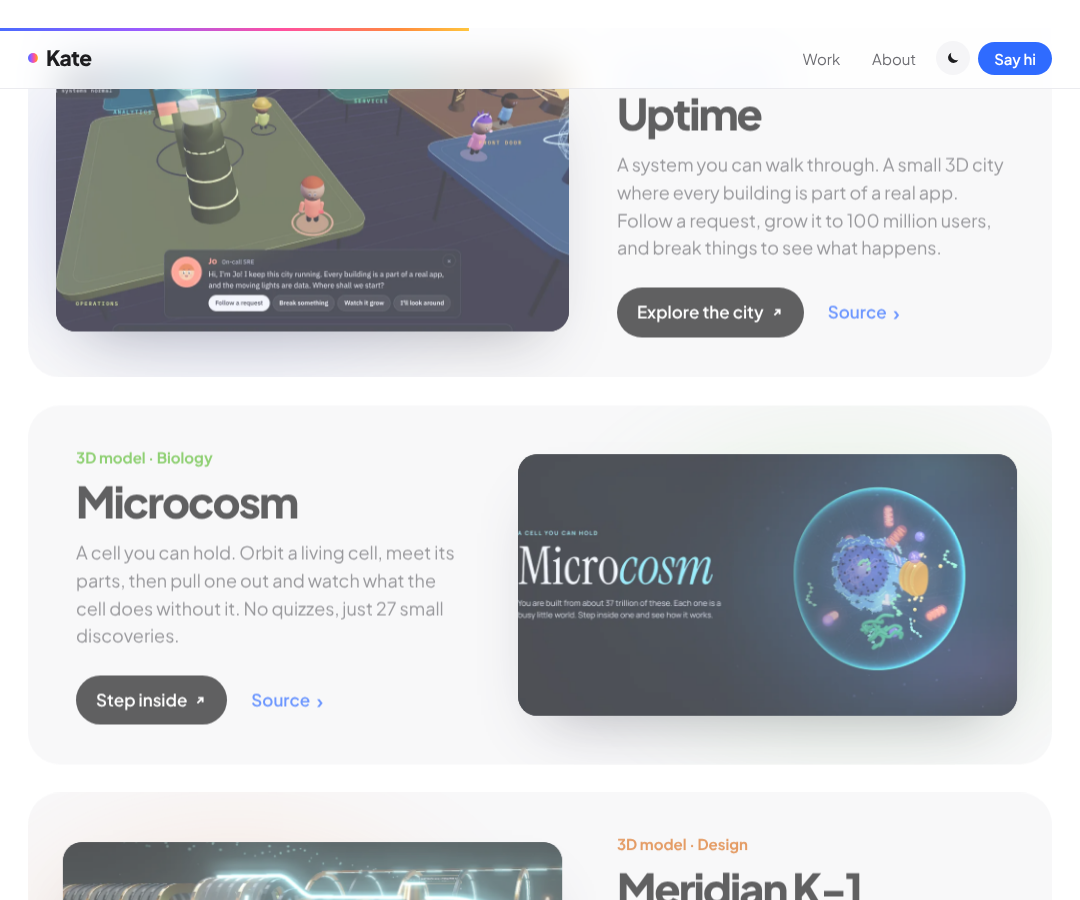 Kate
Work
About
Say hi
systems normal
ANALYTICS
SERVICES
OPERATIONS
Jo On-call SRE
Hi, I'm Jo! I keep this city running. Every building is a part of a real app,
and the moving lights are data. Where shall we start?
Follow a request
Break something
Watch it grow
I'll look around
Uptime
A system you can walk through. A small 3D city
where every building is part of a real app.
Follow a request, grow it to 100 million users,
and break things to see what happens.
Explore the city ↗
Source ›
3D model · Biology
Microcosm
A cell you can hold. Orbit a living cell, meet its
parts, then pull one out and watch what the
cell does without it. No quizzes, just 27 small
discoveries.
Step inside ↗
Source ›
A CELL YOU CAN HOLD
Microcosm
You are built from about 37 trillion of these. Each one is a
busy little world. Step inside one and see how it works.
3D model · Design
Meridian K–1